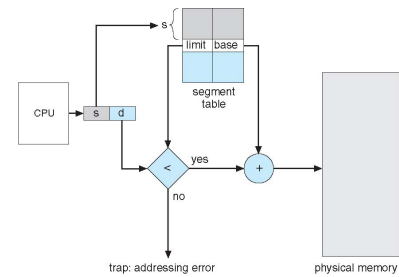 s
limit base
segment
table
CPU
s d
<
yes
+
no
trap: addressing error
physical memory